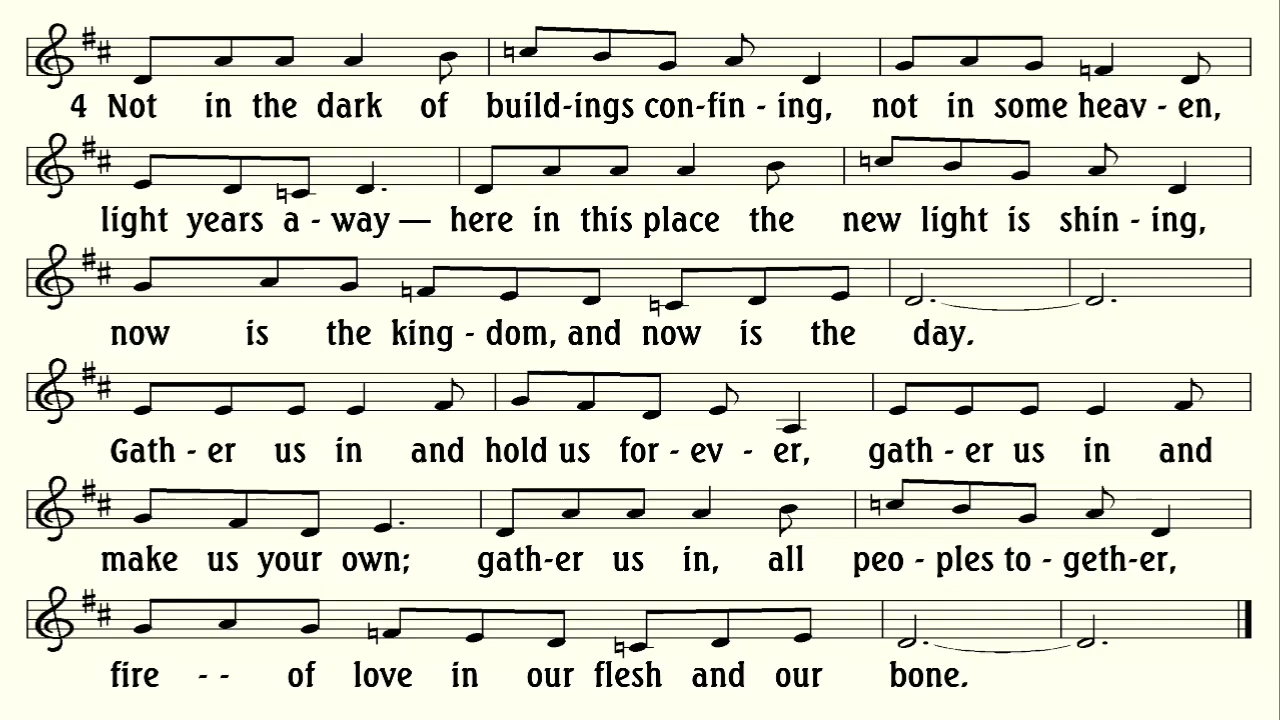 4 Not in the dark of build-ings con-fin - ing, not in some heav - en,
light years a - way — here in this place the new light is shin - ing,
now is the king - dom, and now is the day.
Gath - er us in and hold us for - ev - er, gath - er us in and
make us your own; gath-er us in, all peo - ples to - geth-er,
fire - - of love in our flesh and our bone.